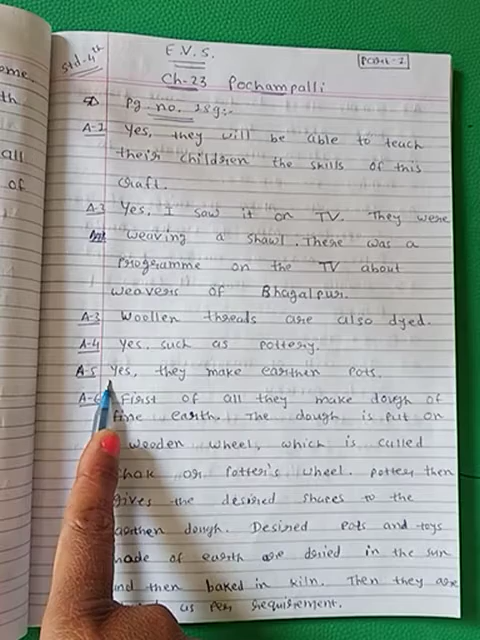 eme.
th
all
of
Std-4th
E.V.S.
Part-2
Ch-23 Pochampalli
Pg no. 189:-
A-1 Yes, they will be able to teach
their children the skills of this
craft.
A-3 Yes, I saw it on TV. They were
weaving a shawl. There was a
programme on the TV about
weavers of Bhagalpur.
A-3 Woollen threads are also dyed.
A-4 Yes, such as pottery.
A-5 Yes, they make earthen pots.
A-6 First of all they make dough of
fine earth. The dough is put on
wooden wheel, which is called
chak or Potter's wheel. Potter then
gives the desired shapes to the
earthen dough. Desired pots and toys
made of earth are dried in the sun
and then baked in kiln. Then they are
as per requirement.